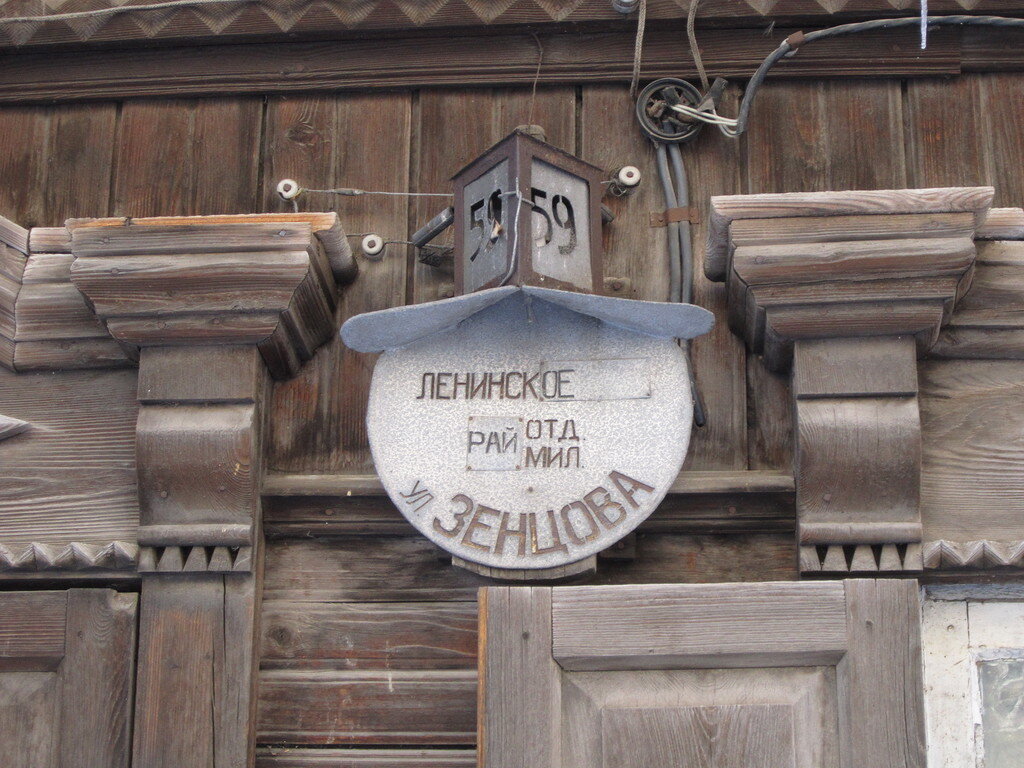 59 59
ЛЕНИНСКОЕ
РАЙ ОТД.
МИЛ.
УЛ. ЗЕНЦОВА